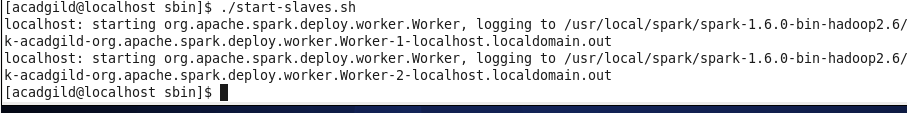 [acadgild@localhost sbin]$ ./start-slaves.sh
localhost: starting org.apache.spark.deploy.worker.Worker, logging to /usr/local/spark/spark-1.6.0-bin-hadoop2.6/
k-acadgild-org.apache.spark.deploy.worker.Worker-1-localhost.localdomain.out
localhost: starting org.apache.spark.deploy.worker.Worker, logging to /usr/local/spark/spark-1.6.0-bin-hadoop2.6/
k-acadgild-org.apache.spark.deploy.worker.Worker-2-localhost.localdomain.out
[acadgild@localhost sbin]$